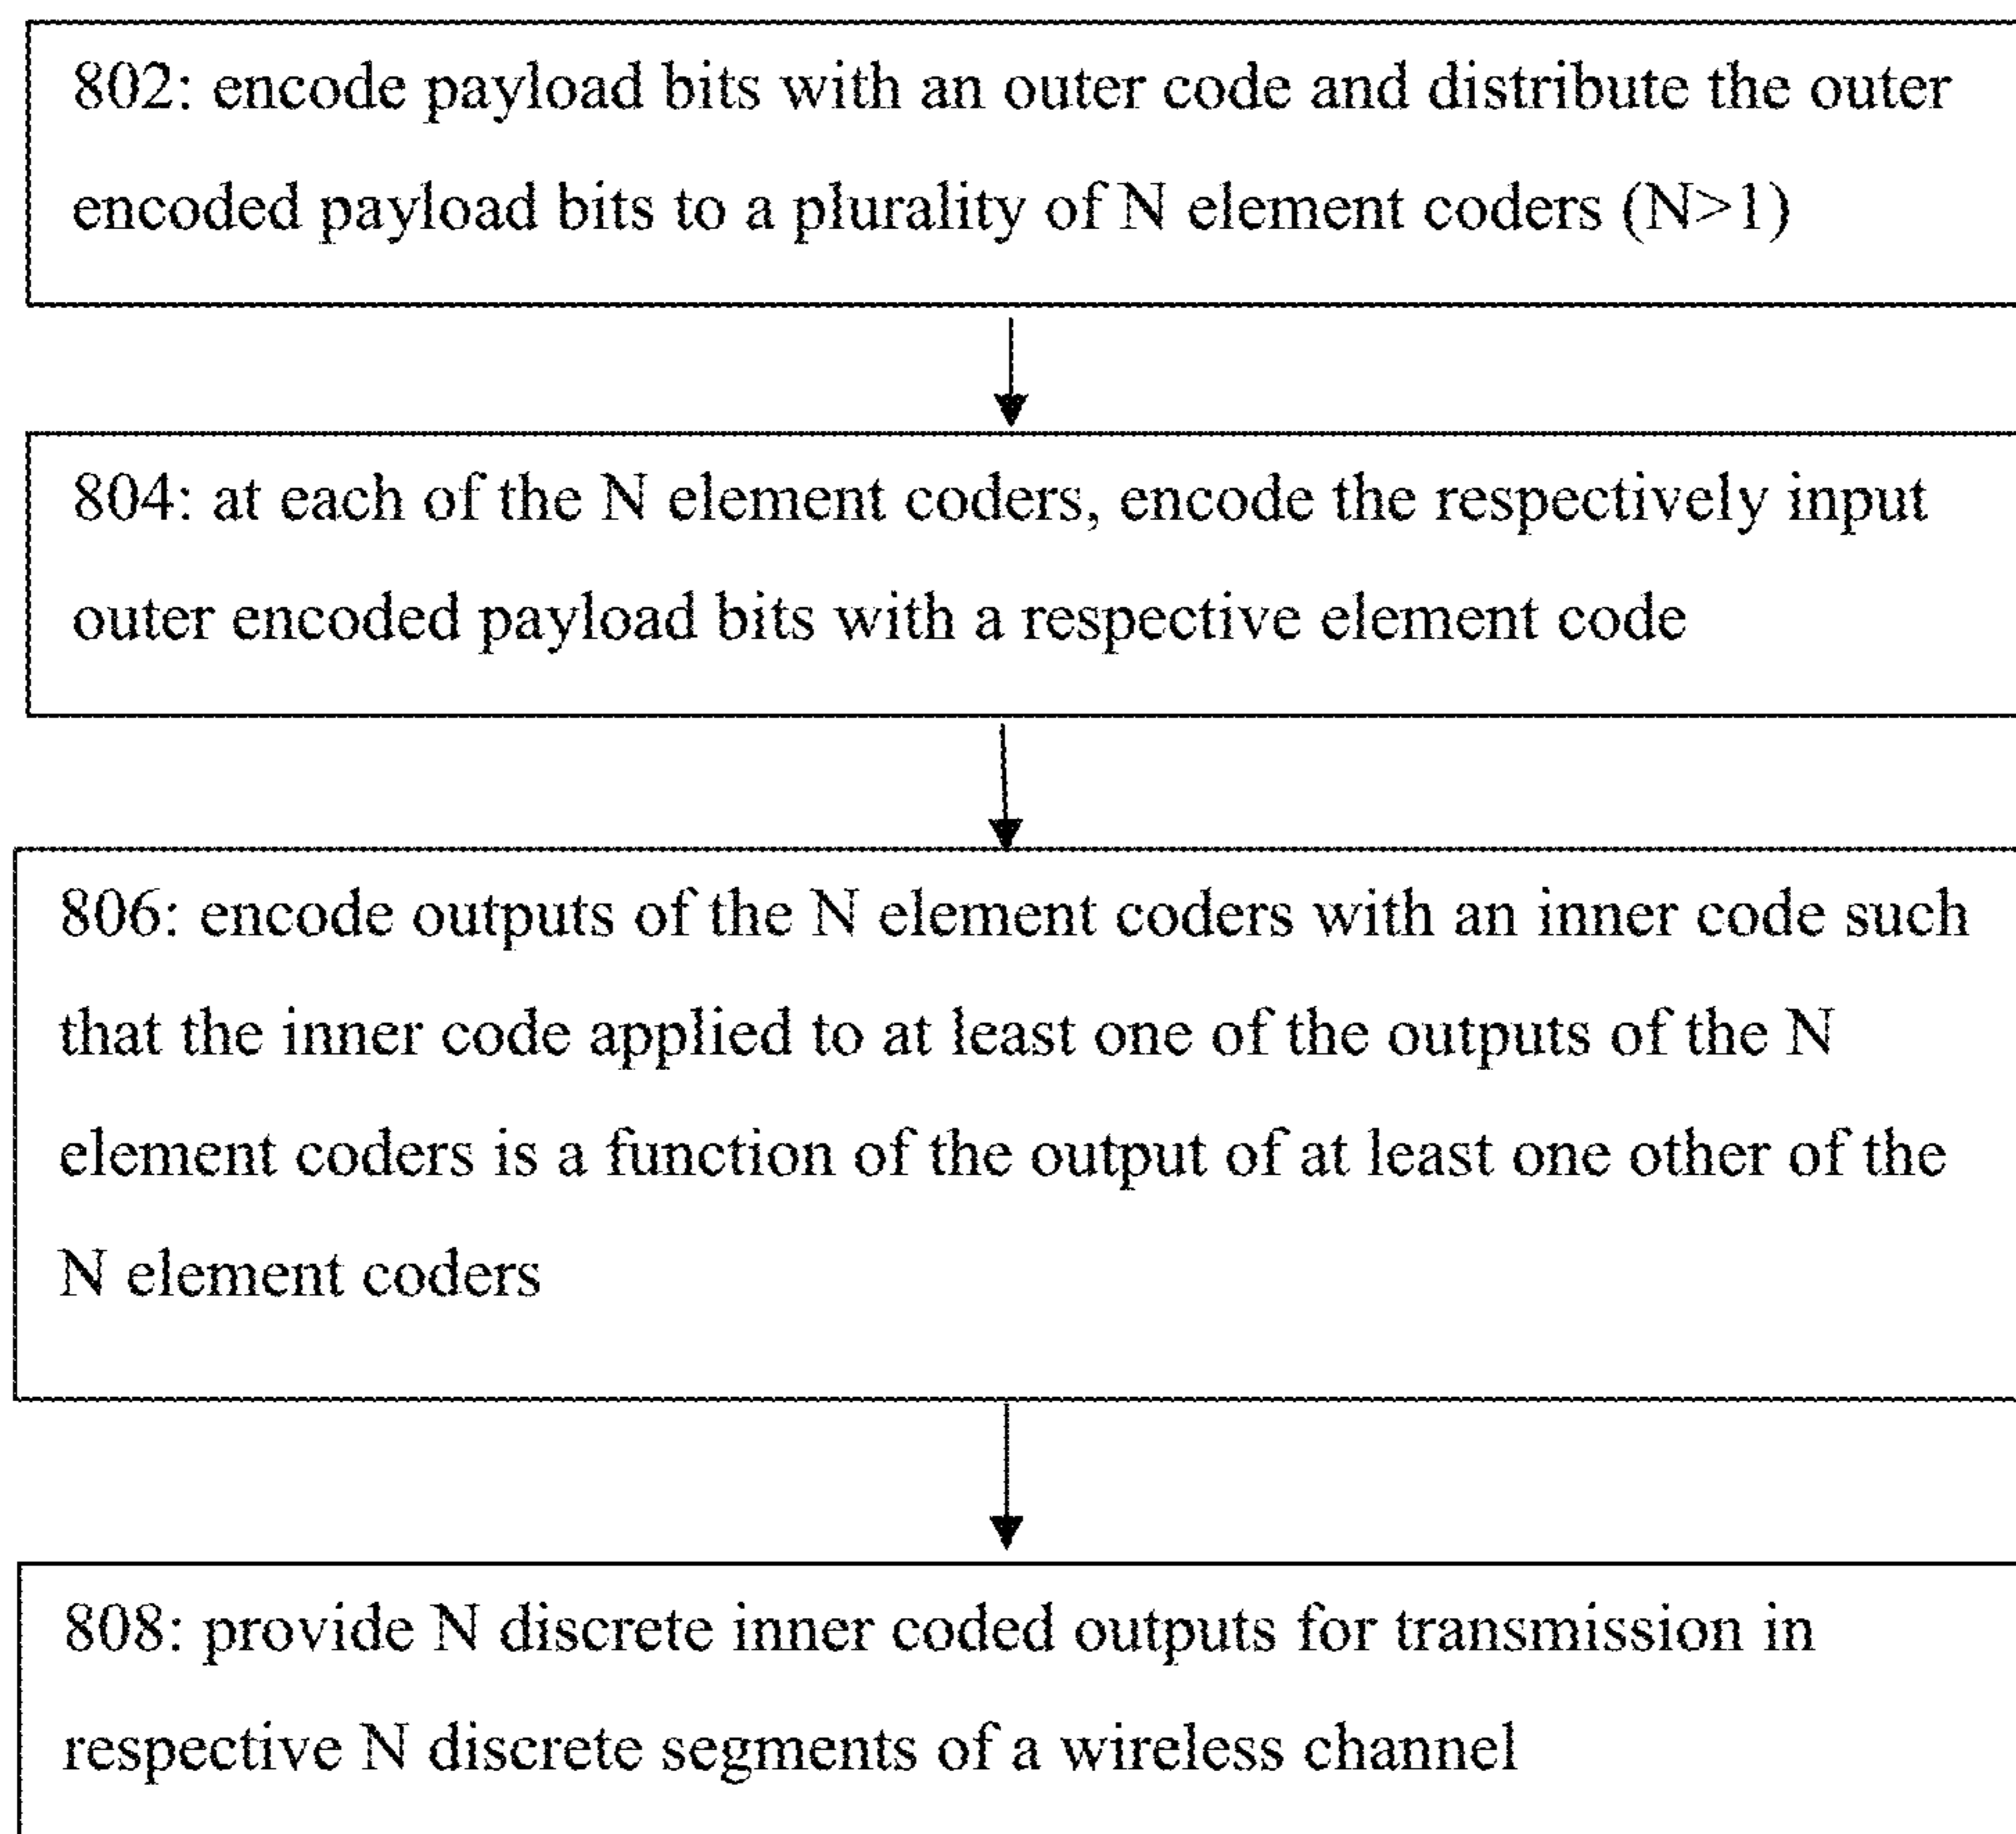 802: encode payload bits with an outer code and distribute the outer
encoded payload bits to a plurality of N element coders (N>1)
804: at each of the N element coders, encode the respectively input
outer encoded payload bits with a respective element code
806: encode outputs of the N element coders with an inner code such
that the inner code applied to at least one of the outputs of the N
element coders is a function of the output of at least one other of the
N element coders
808: provide N discrete inner coded outputs for transmission in
respective N discrete segments of a wireless channel